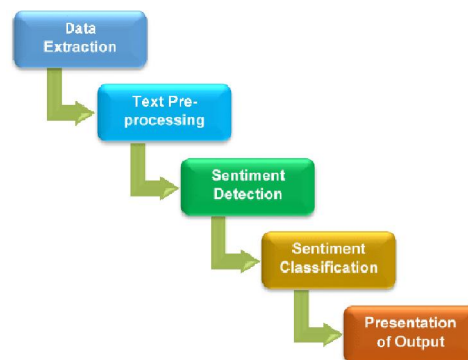 Data
Extraction
Text Pre-
processing
Sentiment
Detection
Sentiment
Classification
Presentation
of Output